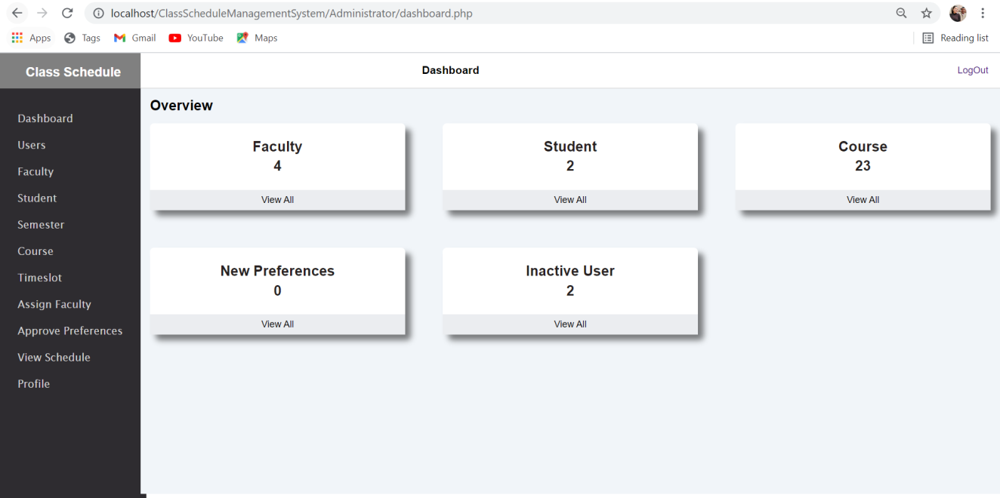 localhost/ClassScheduleManagementSystem/Administrator/dashboard.php
Apps Tags Gmail YouTube Maps Reading list
Class Schedule Dashboard LogOut
Dashboard
Users
Faculty
Student
Semester
Course
Timeslot
Assign Faculty
Approve Preferences
View Schedule
Profile
Overview
Faculty
4
View All
Student
2
View All
Course
23
View All
New Preferences
0
View All
Inactive User
2
View All